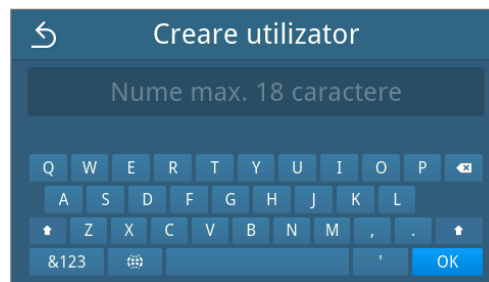 Creare utilizator
Nume max. 18 caractere
Q W E R T Y U I O P
A S D F G H J K L
Z X C V B N M , .
&123 ' OK